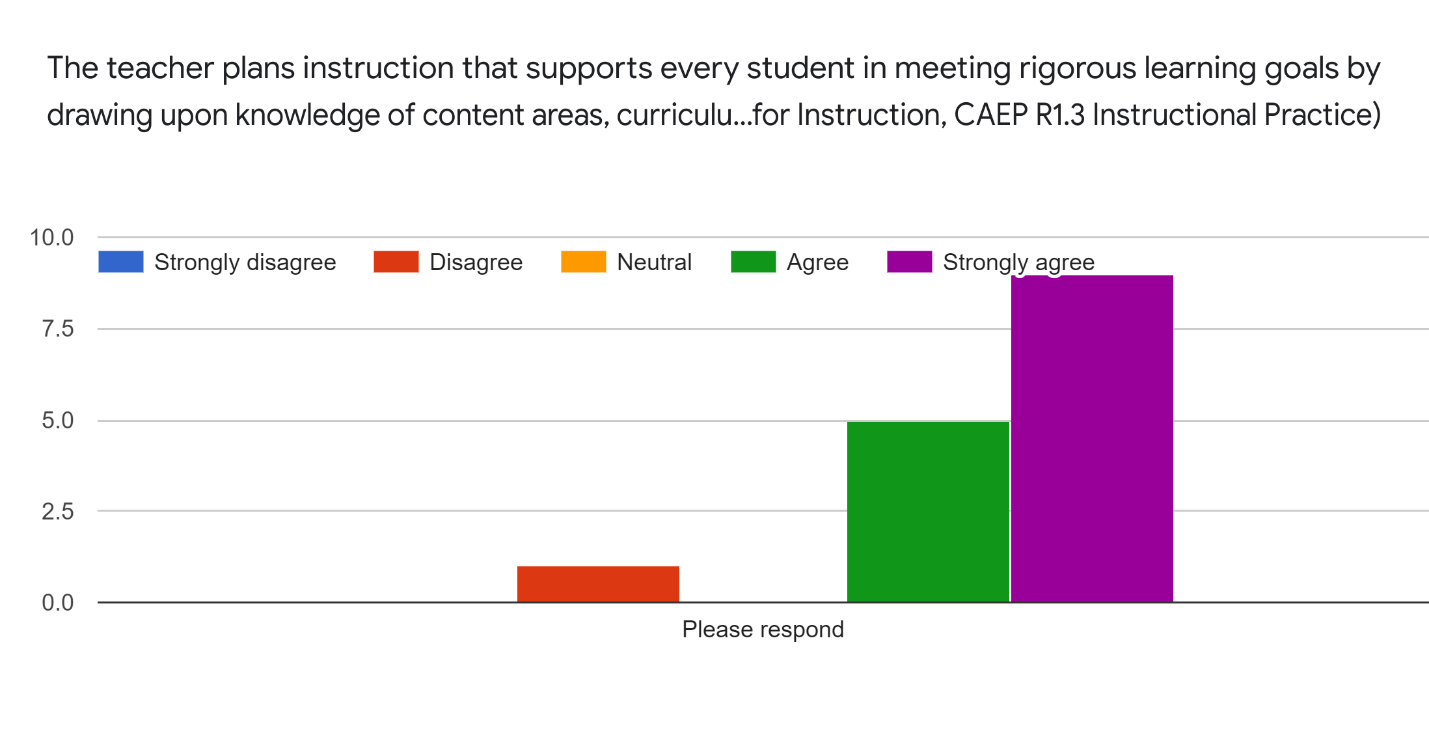 The teacher plans instruction that supports every student in meeting rigorous learning goals by
drawing upon knowledge of content areas, curriculu...for Instruction, CAEP R1.3 Instructional Practice)
10.0
Strongly disagree Disagree Neutral Agree Strongly agree
7.5
5.0
2.5
0.0
Please respond